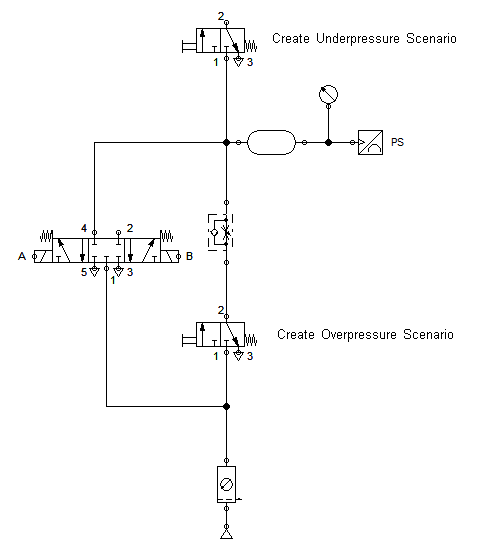 2
Create Underpressure Scenario
1 3
PS
4 2
A B
5 1 3
2
Create Overpressure Scenario
1 3